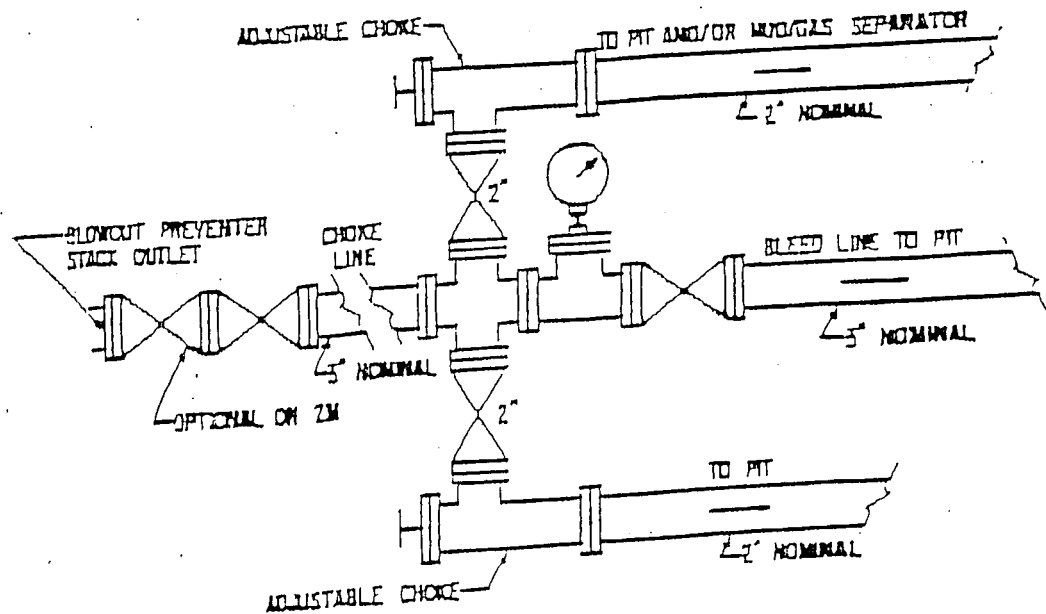 ADJUSTABLE CHOKE
TO PIT AND/OR MUD/GAS SEPARATOR
2" NOMINAL
2"
BLOWOUT PREVENTER
STACK OUTLET
CHOKE
LINE
BLEED LINE TO PIT
3" NOMINAL
3" NOMINAL
OPTIONAL ON 2M
2"
TO PIT
2" NOMINAL
ADJUSTABLE CHOKE